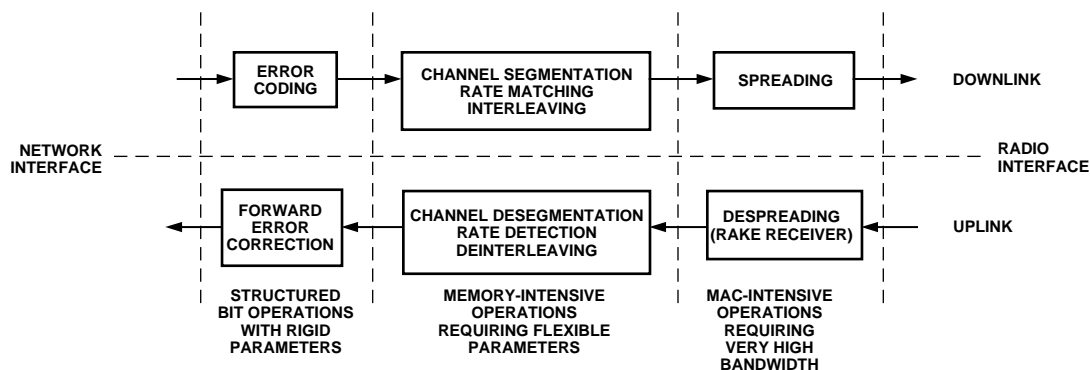 ERROR
CODING
CHANNEL SEGMENTATION
RATE MATCHING
INTERLEAVING
SPREADING
DOWNLINK
NETWORK
INTERFACE
RADIO
INTERFACE
FORWARD
ERROR
CORRECTION
CHANNEL DESEGMENTATION
RATE DETECTION
DEINTERLEAVING
DESPREADING
(RAKE RECEIVER)
UPLINK
STRUCTURED
BIT OPERATIONS
WITH RIGID
PARAMETERS
MEMORY-INTENSIVE
OPERATIONS
REQUIRING FLEXIBLE
PARAMETERS
MAC-INTENSIVE
OPERATIONS
REQUIRING
VERY HIGH
BANDWIDTH